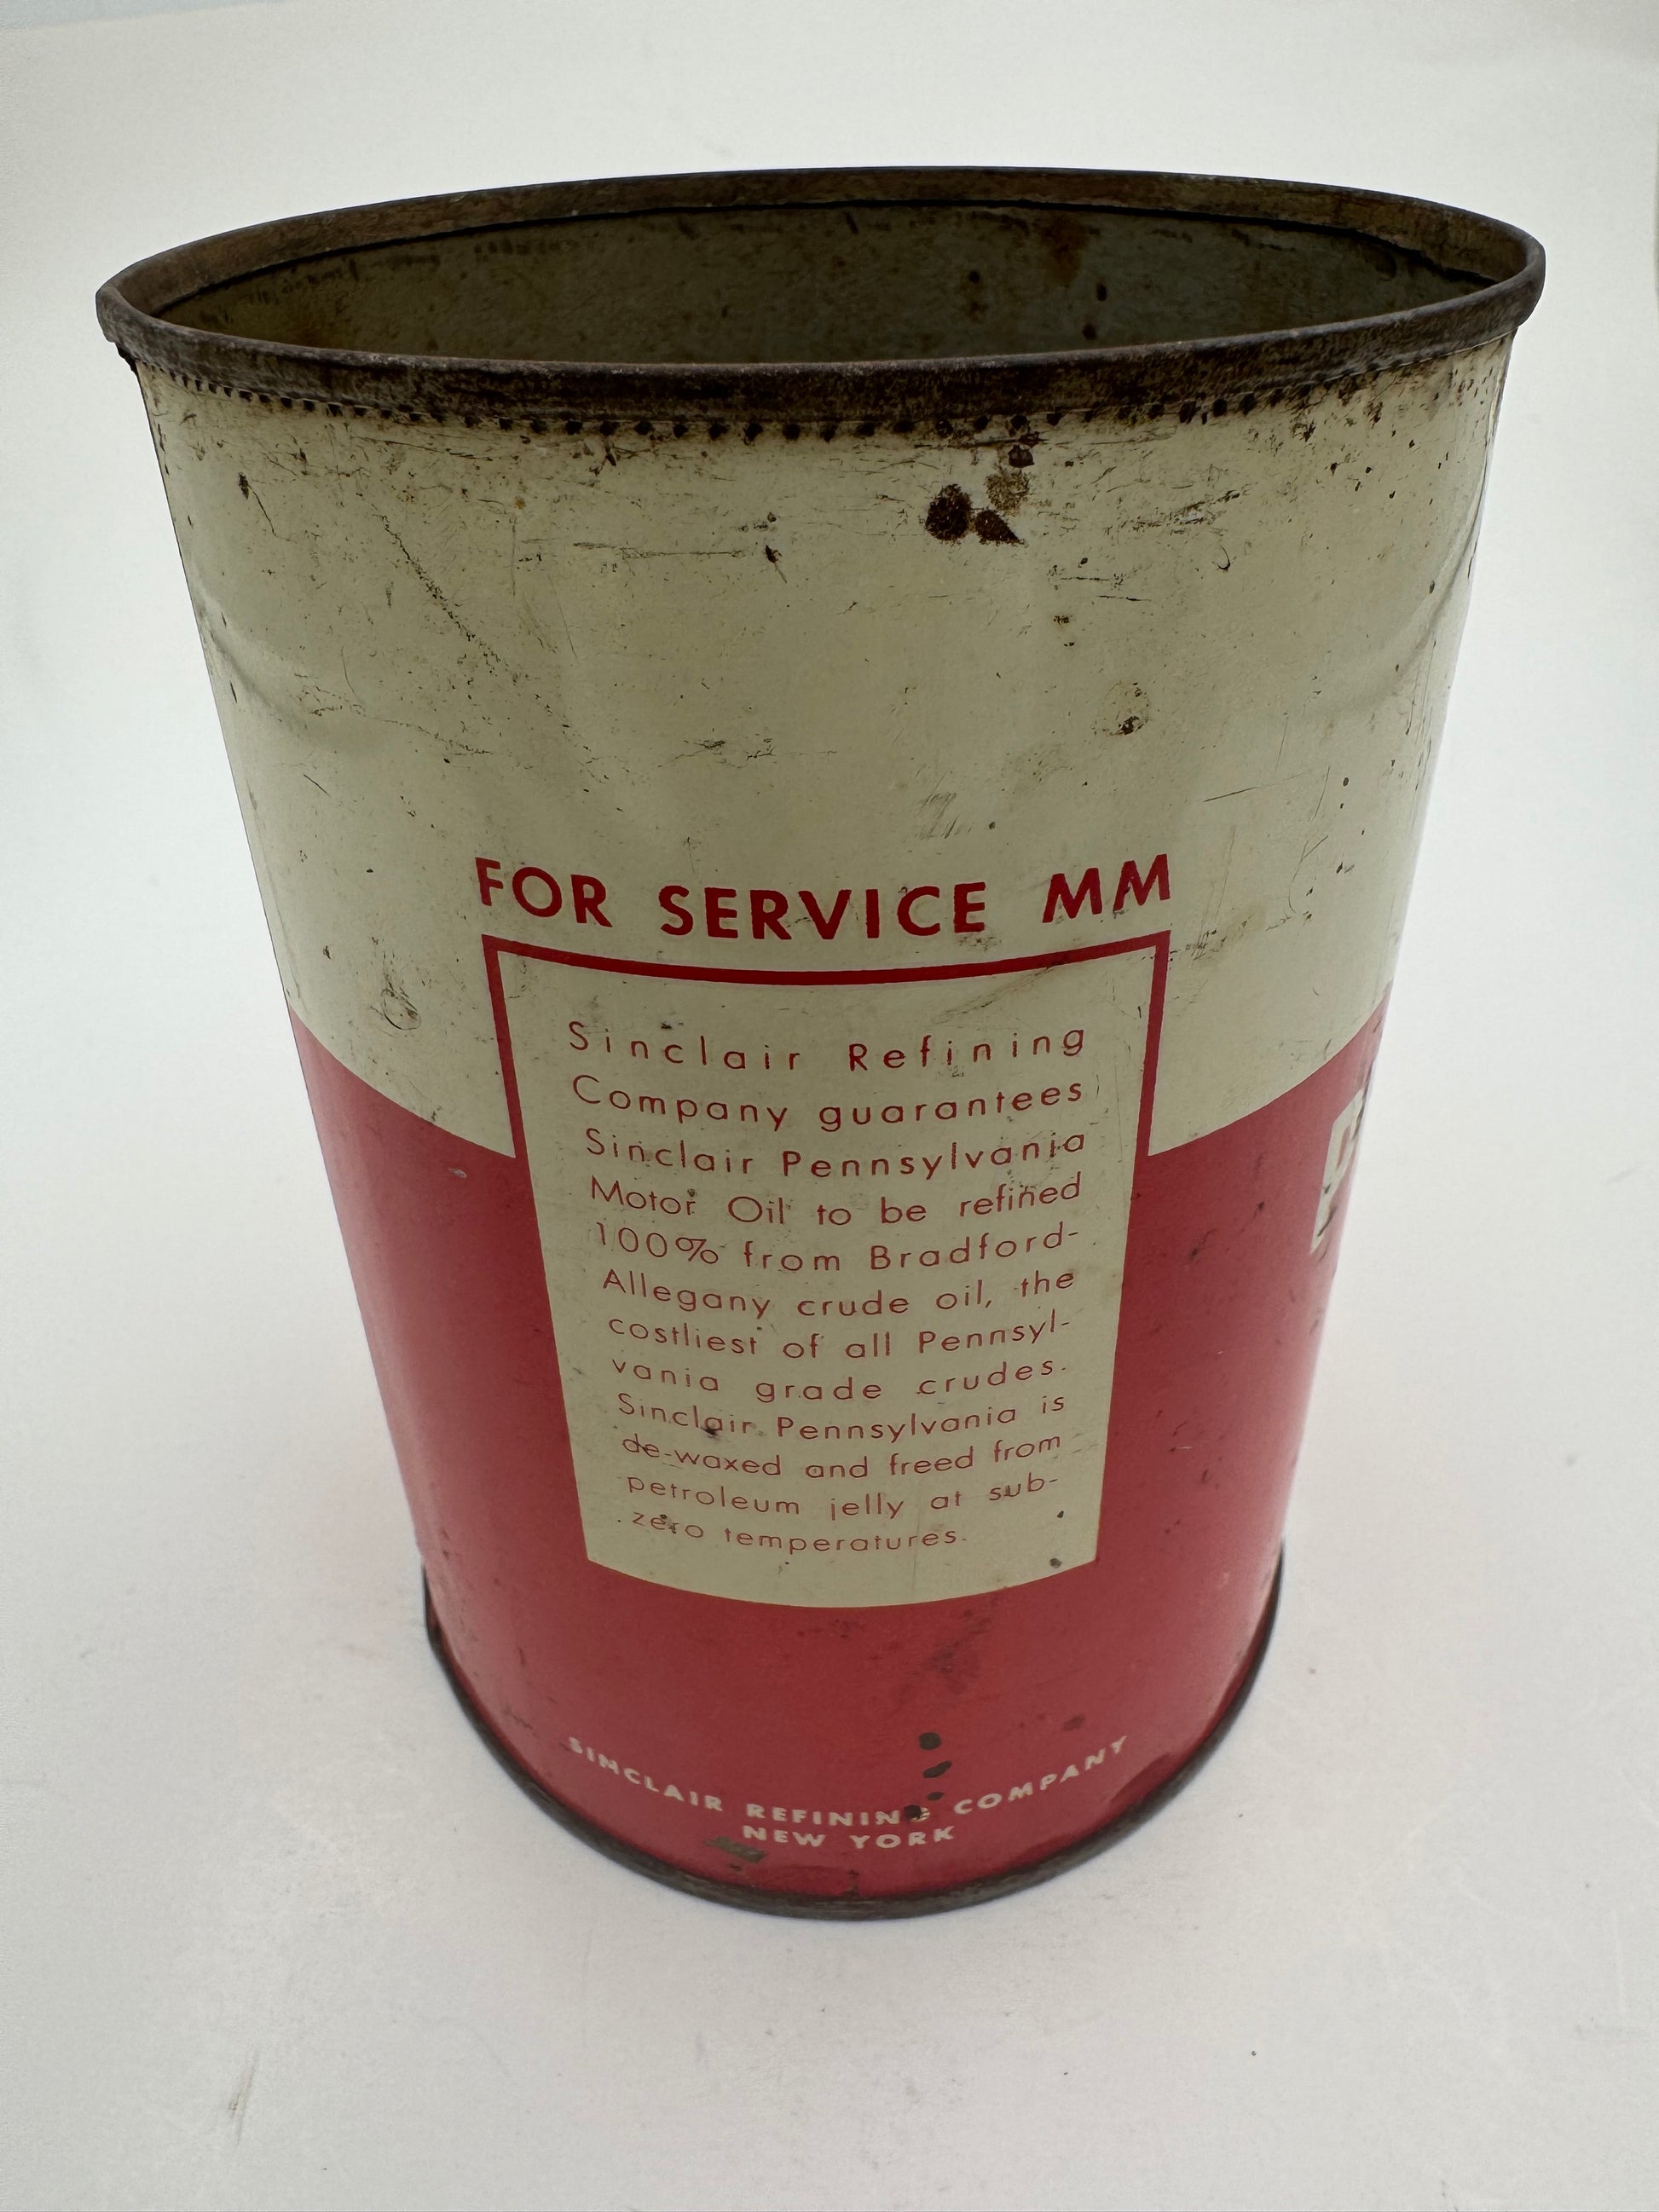 FOR SERVICE MM
Sinclair Refining
Company guarantees
Sinclair Pennsylvania
Motor Oil to be refined
100% from Bradford-
Allegany crude oil, the
costliest of all Pennsyl-
vania grade crudes.
Sinclair Pennsylvania is
de-waxed and freed from
petroleum jelly at sub-
zero temperatures.
SINCLAIR REFINING COMPANY
NEW YORK